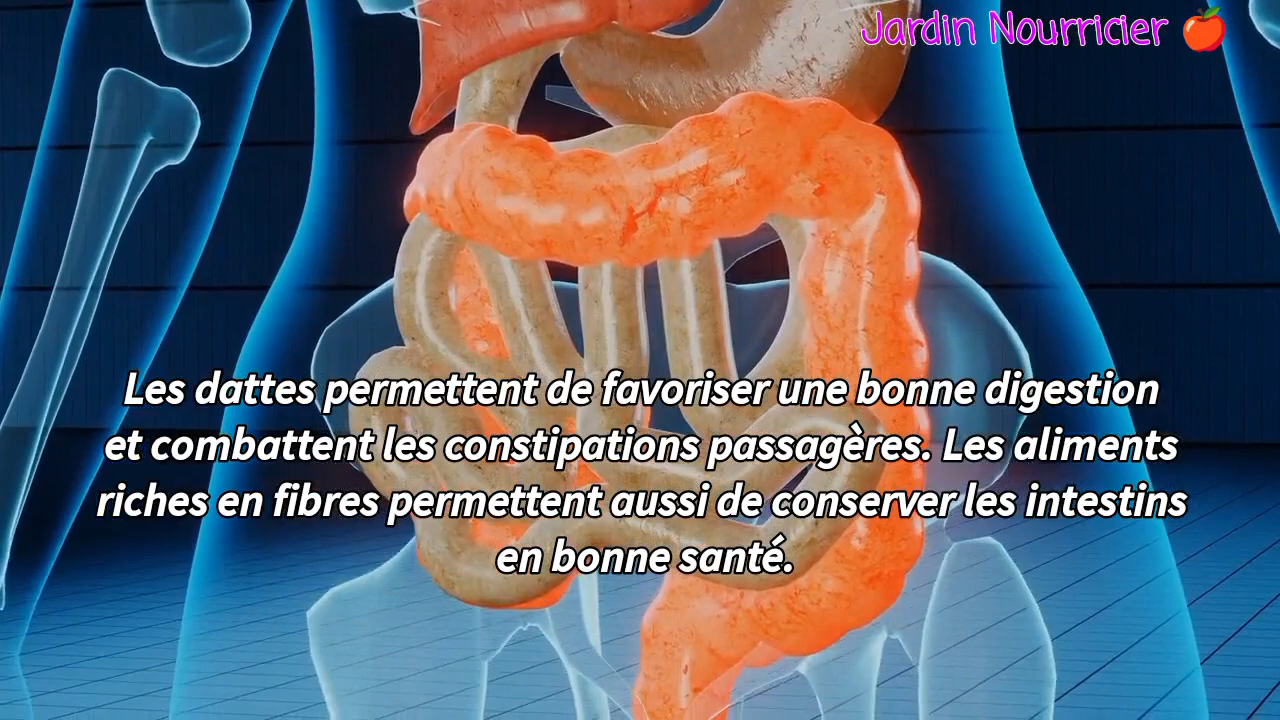 Jardin Nourricier 🍎
Les dattes permettent de favoriser une bonne digestion
et combattent les constipations passagères. Les aliments
riches en fibres permettent aussi de conserver les intestins
en bonne santé.